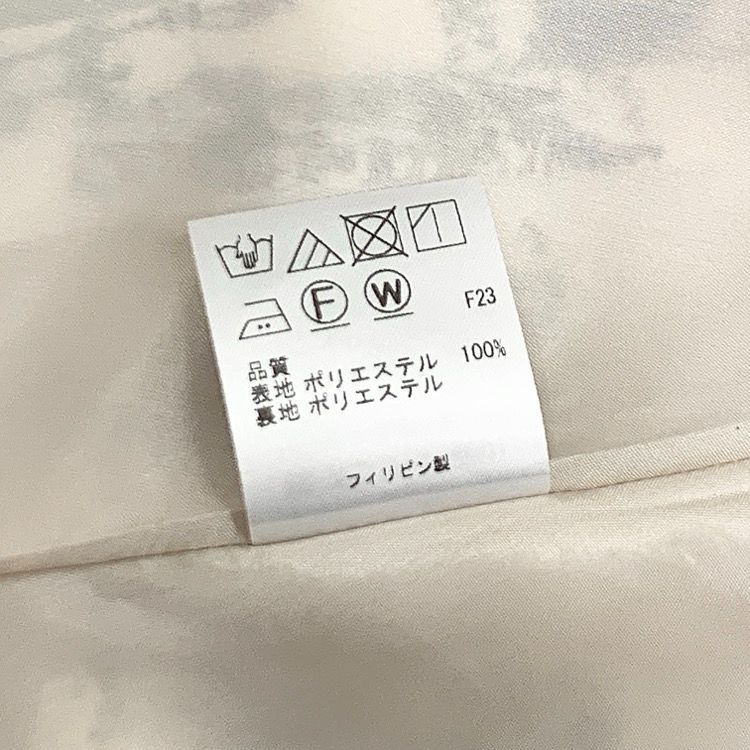 F W F23
品質
表地 ポリエステル 100%
裏地 ポリエステル
フィリピン製